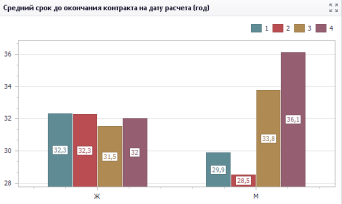 Средний срок до окончания контракта на дату расчета (год)
1 2 3 4
36
34
32
30
28
32,3 32,3 31,5 32 29,9 28,5 33,8 36,1
Ж М